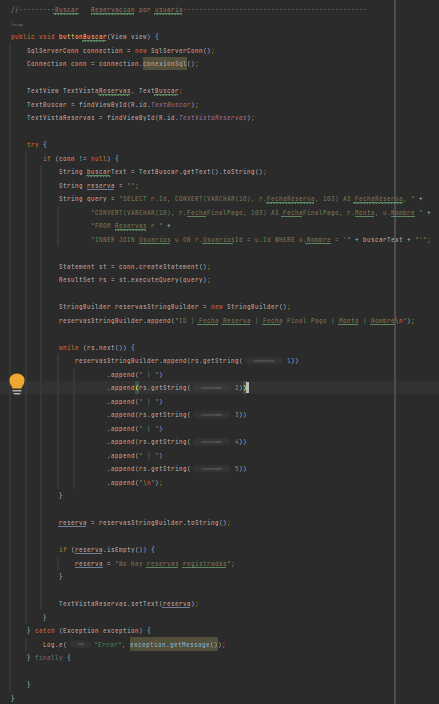 //---------Buscar   Reservacion por usuario-----------------------------------------------
1 usage
public void buttonBuscar(View view) {
    SqlServerConn connection = new SqlServerConn();
    Connection conn = connection.conexionSql();

    TextView TextVistaReservas, TextBuscar;
    TextBuscar = findViewById(R.id.TextBuscar);
    TextVistaReservas = findViewById(R.id.TextVistaReservas);

    try {
        if (conn != null) {
            String buscarText = TextBuscar.getText().toString();
            String reserva = "";
            String query = "SELECT r.Id, CONVERT(VARCHAR(10), r.FechaReserva, 103) AS FechaReserva, " +
                    "CONVERT(VARCHAR(10), r.FechaFinalPago, 103) AS FechaFinalPago, r.Monto, u.Nombre " +
                    "FROM Reservas r " +
                    "INNER JOIN Usuarios u ON r.UsuariosId = u.Id WHERE u.Nombre = '" + buscarText + "'";

            Statement st = conn.createStatement();
            ResultSet rs = st.executeQuery(query);

            StringBuilder reservasStringBuilder = new StringBuilder();
            reservasStringBuilder.append("ID | Fecha Reserva | Fecha Final Pago | Monto | Nombre\n");

            while (rs.next()) {
                reservasStringBuilder.append(rs.getString( columnIndex: 1))
                        .append(" | ")
                        .append(rs.getString( columnIndex: 2))
                        .append(" | ")
                        .append(rs.getString( columnIndex: 3))
                        .append(" | ")
                        .append(rs.getString( columnIndex: 4))
                        .append(" | ")
                        .append(rs.getString( columnIndex: 5))
                        .append("\n");
            }

            reserva = reservasStringBuilder.toString();

            if (reserva.isEmpty()) {
                reserva = "No hay reservas registradas";
            }

            TextVistaReservas.setText(reserva);
        }
    } catch (Exception exception) {
        Log.e( tag: "Error", exception.getMessage());
    } finally {

    }
}